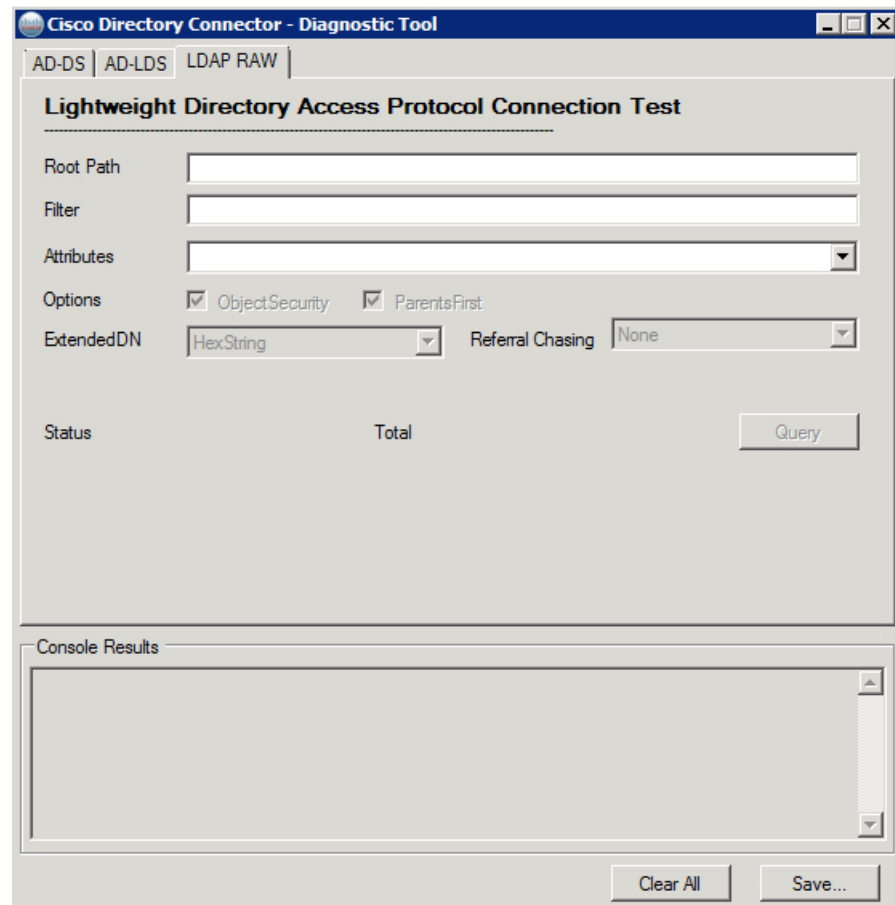 Cisco Directory Connector - Diagnostic Tool
AD-DS AD-LDS LDAP RAW
Lightweight Directory Access Protocol Connection Test
Root Path
Filter
Attributes
Options ObjectSecurity ParentsFirst
ExtendedDN HexString Referral Chasing None
Status Total Query
Console Results
Clear All Save...